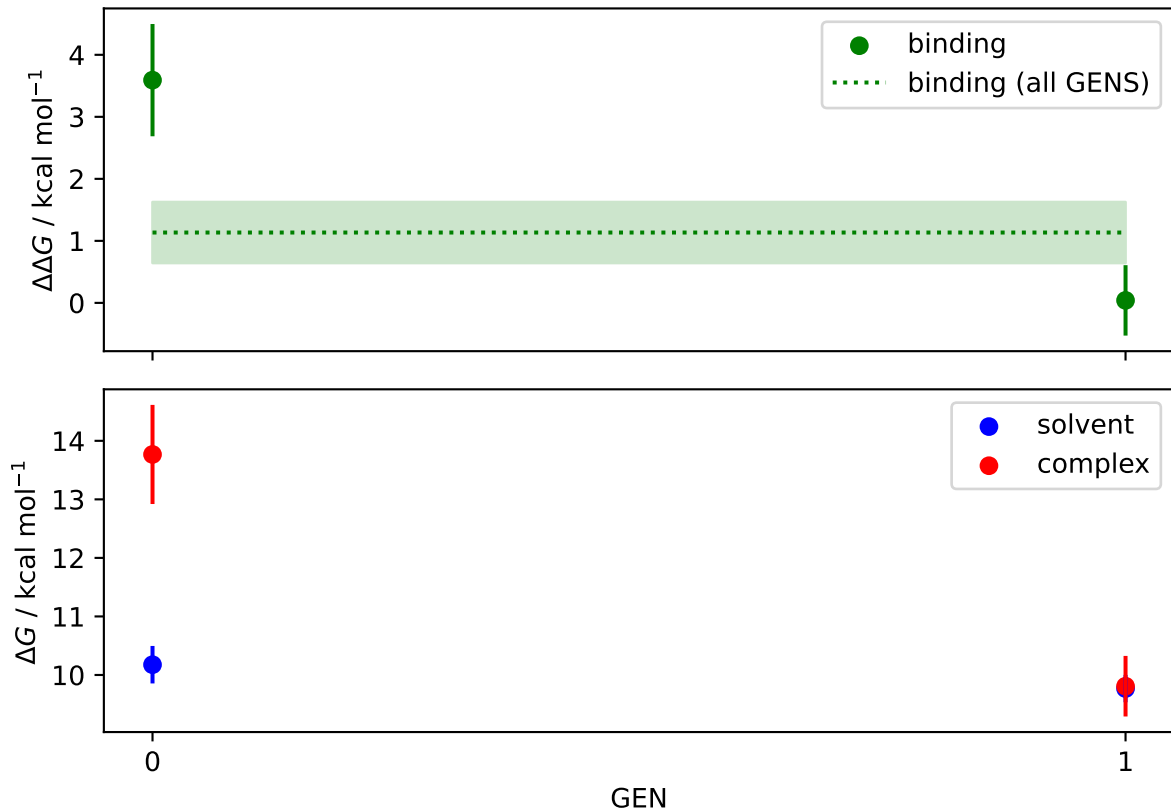 ΔΔG / kcal mol⁻¹
4
3
2
1
0
binding
binding (all GENS)
ΔG / kcal mol⁻¹
14
13
12
11
10
solvent
complex
0
1
GEN